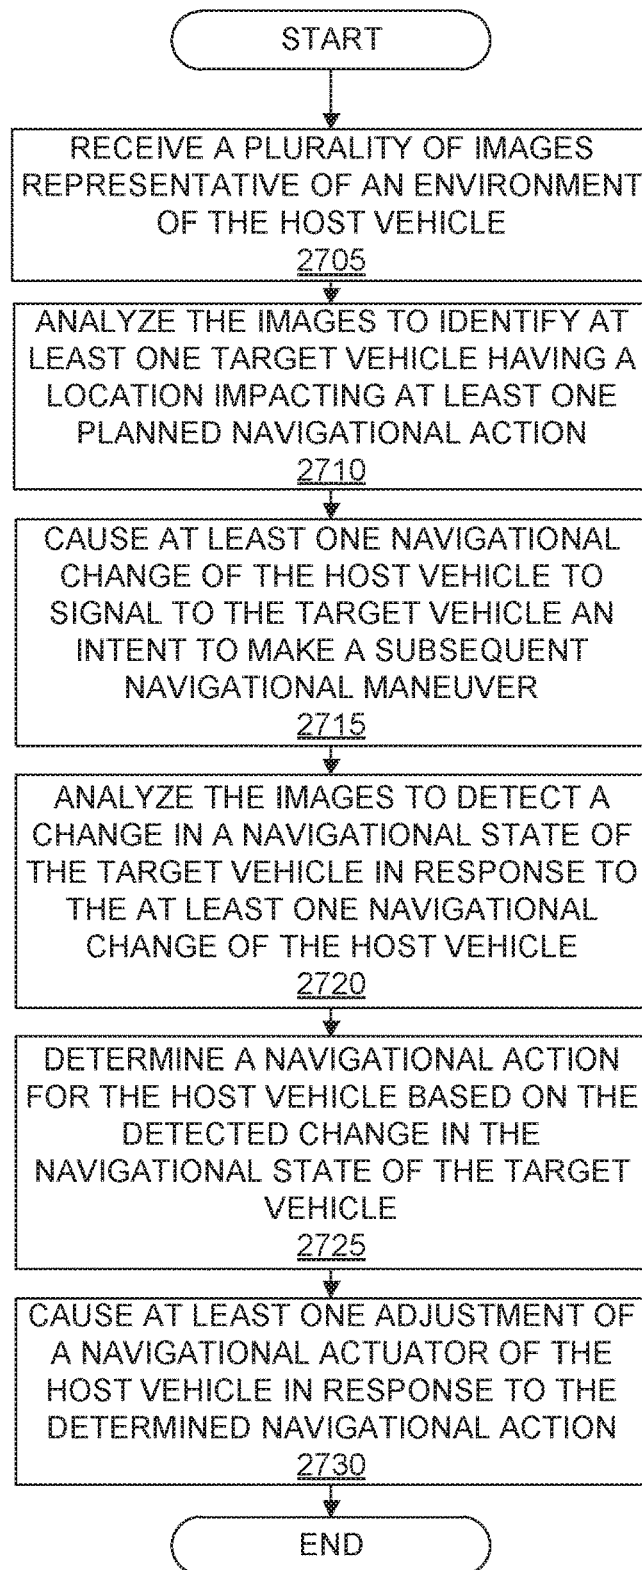 START
RECEIVE A PLURALITY OF IMAGES
REPRESENTATIVE OF AN ENVIRONMENT
OF THE HOST VEHICLE
2705
ANALYZE THE IMAGES TO IDENTIFY AT
LEAST ONE TARGET VEHICLE HAVING A
LOCATION IMPACTING AT LEAST ONE
PLANNED NAVIGATIONAL ACTION
2710
CAUSE AT LEAST ONE NAVIGATIONAL
CHANGE OF THE HOST VEHICLE TO
SIGNAL TO THE TARGET VEHICLE AN
INTENT TO MAKE A SUBSEQUENT
NAVIGATIONAL MANEUVER
2715
ANALYZE THE IMAGES TO DETECT A
CHANGE IN A NAVIGATIONAL STATE OF
THE TARGET VEHICLE IN RESPONSE TO
THE AT LEAST ONE NAVIGATIONAL
CHANGE OF THE HOST VEHICLE
2720
DETERMINE A NAVIGATIONAL ACTION
FOR THE HOST VEHICLE BASED ON THE
DETECTED CHANGE IN THE
NAVIGATIONAL STATE OF THE TARGET
VEHICLE
2725
CAUSE AT LEAST ONE ADJUSTMENT OF
A NAVIGATIONAL ACTUATOR OF THE
HOST VEHICLE IN RESPONSE TO THE
DETERMINED NAVIGATIONAL ACTION
2730
END